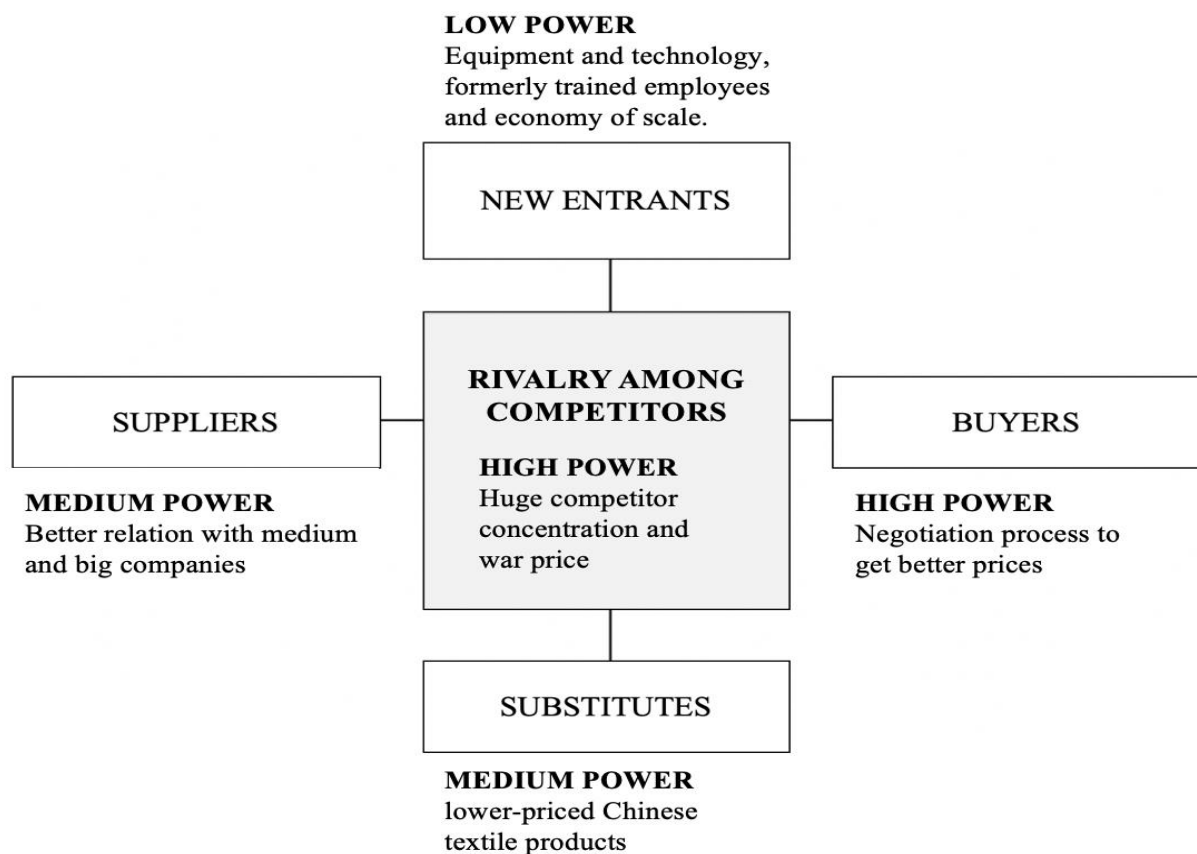 LOW POWER
Equipment and technology,
formerly trained employees
and economy of scale.
NEW ENTRANTS
SUPPLIERS
MEDIUM POWER
Better relation with medium
and big companies
RIVALRY AMONG
COMPETITORS
HIGH POWER
Huge competitor
concentration and
war price
BUYERS
HIGH POWER
Negotiation process to
get better prices
SUBSTITUTES
MEDIUM POWER
lower-priced Chinese
textile products